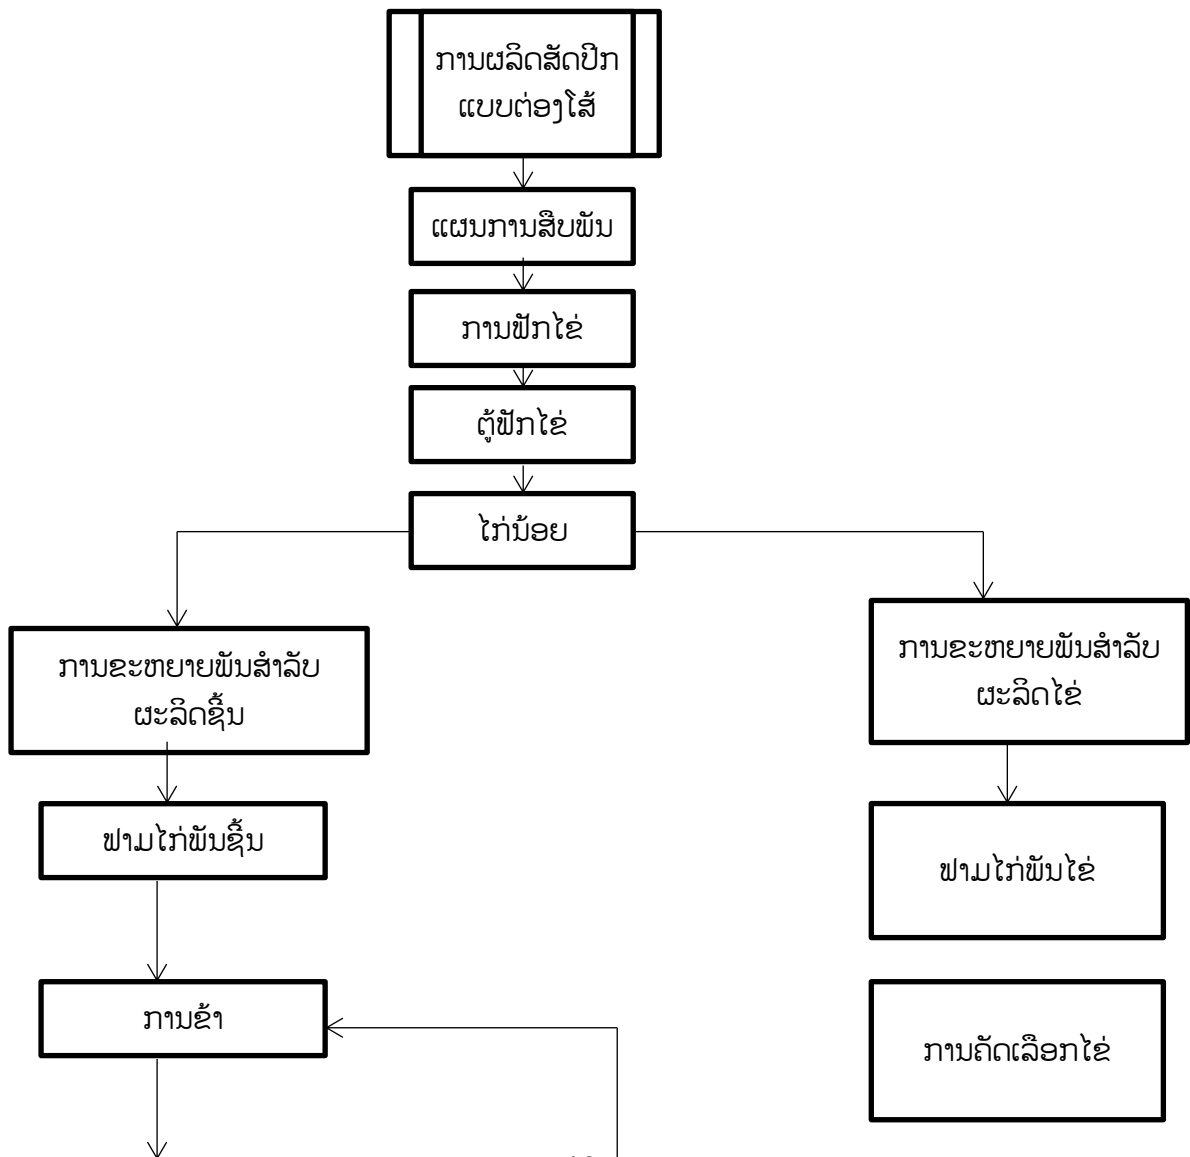 ການຜລິດສັດປີກ
ແບບຕ່ອງໂສ້
ແຜນການສືບພັນ
ການຟັກໄຂ່
ຕູ້ຟັກໄຂ່
ໄກ່ນ້ອຍ
ການຂະຫຍາຍພັນສຳລັບ
ຜະລິດຊີ້ນ
ການຂະຫຍາຍພັນສຳລັບ
ຜະລິດໄຂ່
ຟາມໄກ່ພັນຊີ້ນ
ຟາມໄກ່ພັນໄຂ່
ການຂ້າ
ການຄັດເລືອກໄຂ່